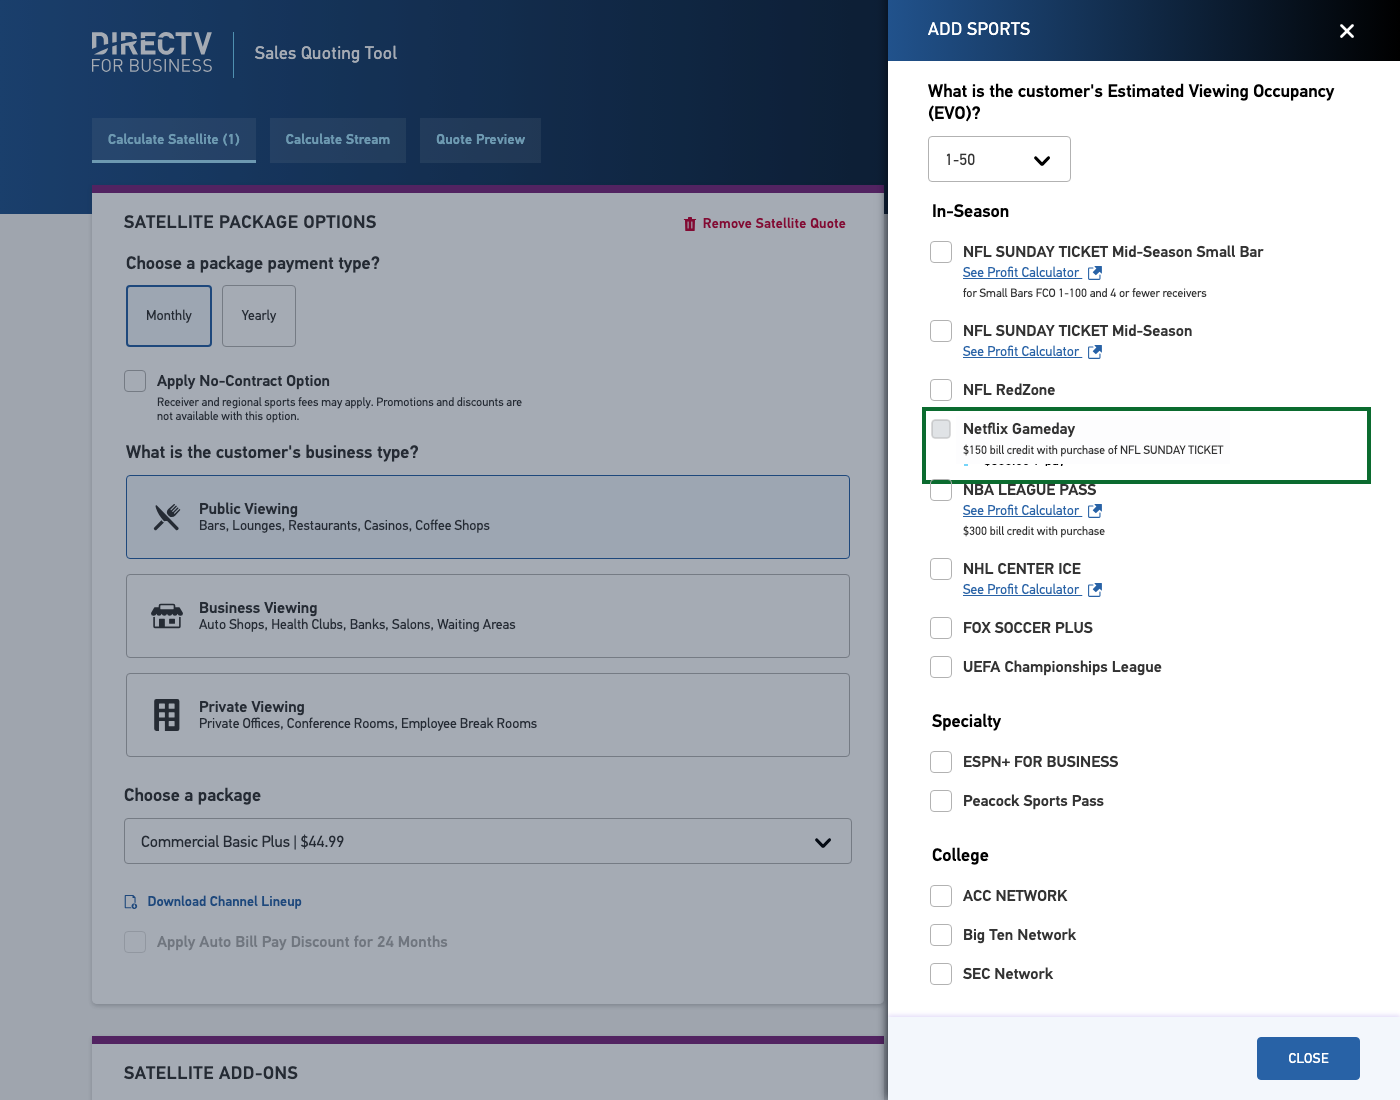 DIRECTV
FOR BUSINESS
Sales Quoting Tool
Calculate Satellite (1)
Calculate Stream
Quote Preview
SATELLITE PACKAGE OPTIONS
Remove Satellite Quote
Choose a package payment type?
Monthly
Yearly
Apply No-Contract Option
Receiver and regional sports fees may apply. Promotions and discounts are
not available with this option.
What is the customer's business type?
Public Viewing
Bars, Lounges, Restaurants, Casinos, Coffee Shops
Business Viewing
Auto Shops, Health Clubs, Banks, Salons, Waiting Areas
Private Viewing
Private Offices, Conference Rooms, Employee Break Rooms
Choose a package
Commercial Basic Plus | $44.99
Download Channel Lineup
Apply Auto Bill Pay Discount for 24 Months
SATELLITE ADD-ONS
ADD SPORTS
What is the customer's Estimated Viewing Occupancy
(EVO)?
1-50
In-Season
NFL SUNDAY TICKET Mid-Season Small Bar
See Profit Calculator
for Small Bars FCO 1-100 and 4 or fewer receivers
NFL SUNDAY TICKET Mid-Season
See Profit Calculator
NFL RedZone
Netflix Gameday
$150 bill credit with purchase of NFL SUNDAY TICKET
NBA LEAGUE PASS
See Profit Calculator
$300 bill credit with purchase
NHL CENTER ICE
See Profit Calculator
FOX SOCCER PLUS
UEFA Championships League
Specialty
ESPN+ FOR BUSINESS
Peacock Sports Pass
College
ACC NETWORK
Big Ten Network
SEC Network
CLOSE